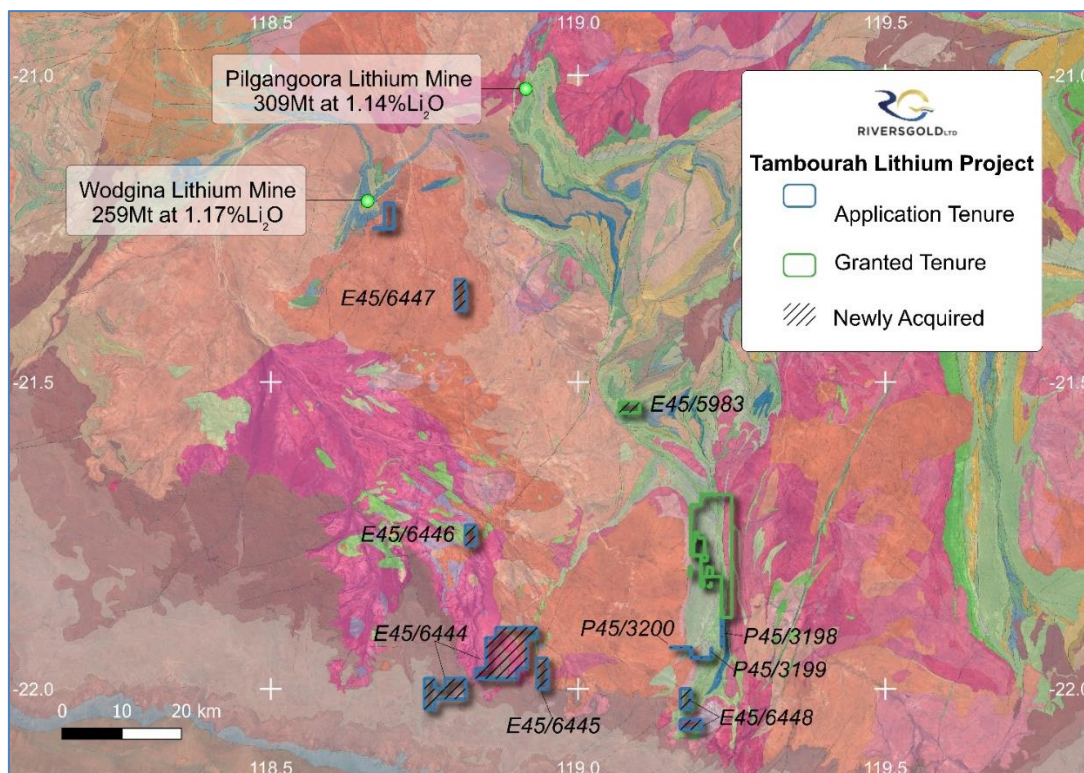 118.5
119.0
119.5
-21.0
-21.0
Pilgangoora Lithium Mine
309Mt at 1.14%Li₂O
Wodgina Lithium Mine
259Mt at 1.17%Li₂O
RIVERSGOLD LTD
Tambourah Lithium Project
Application Tenure
Granted Tenure
Newly Acquired
E45/6447
-21.5
-21.5
E45/5983
E45/6446
E45/6444
P45/3200
P45/3198
P45/3199
-22.0
-22.0
E45/6445
E45/6448
0 10 20 km
118.5
119.0
119.5